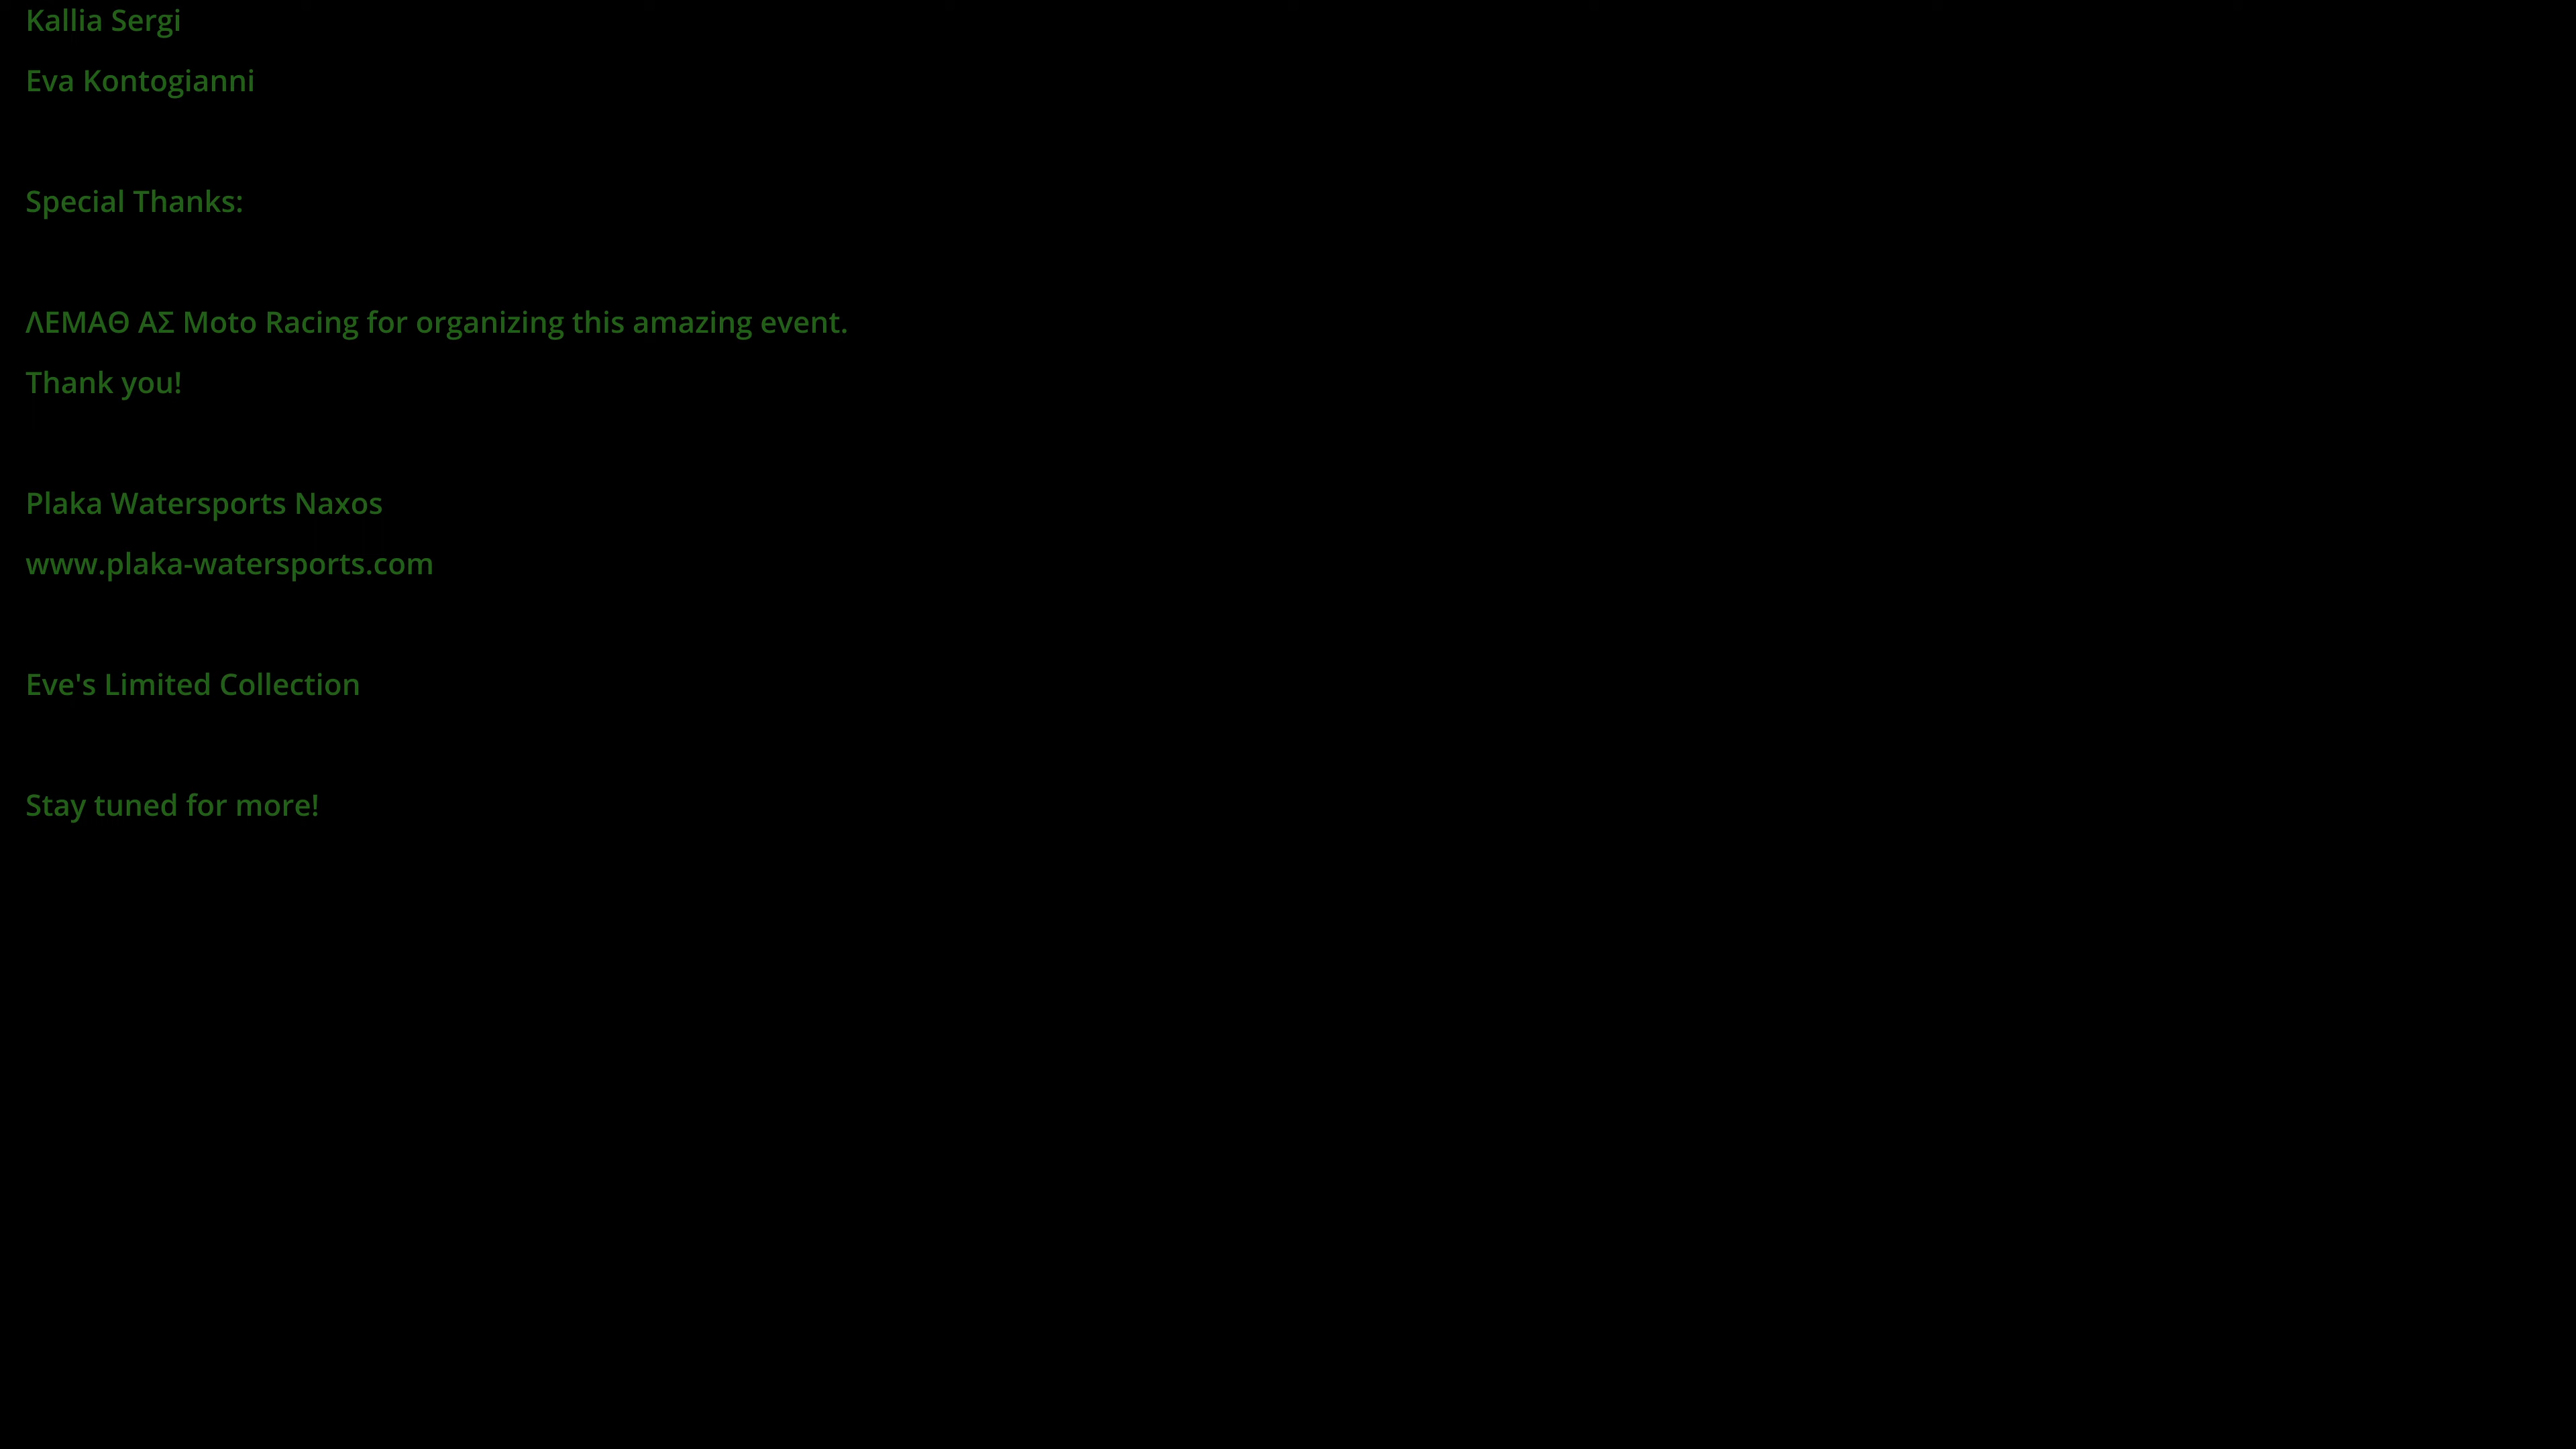 Kallia Sergi
Eva Kontogianni
Special Thanks:
ΛΕΜΑΘ ΑΣ Moto Racing for organizing this amazing event.
Thank you!
Plaka Watersports Naxos
www.plaka-watersports.com
Eve's Limited Collection
Stay tuned for more!